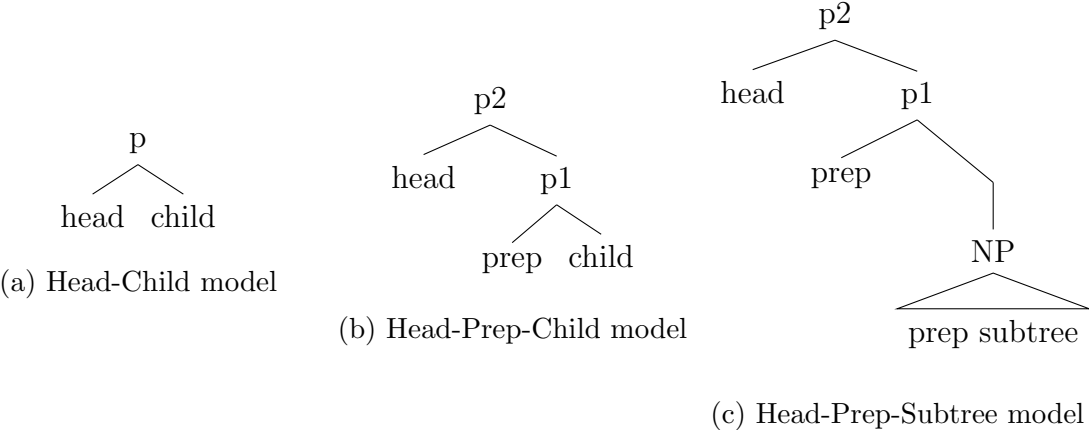 p
head child
(a) Head-Child model
p2
head p1
prep child
(b) Head-Prep-Child model
p2
head p1
prep
NP
prep subtree
(c) Head-Prep-Subtree model